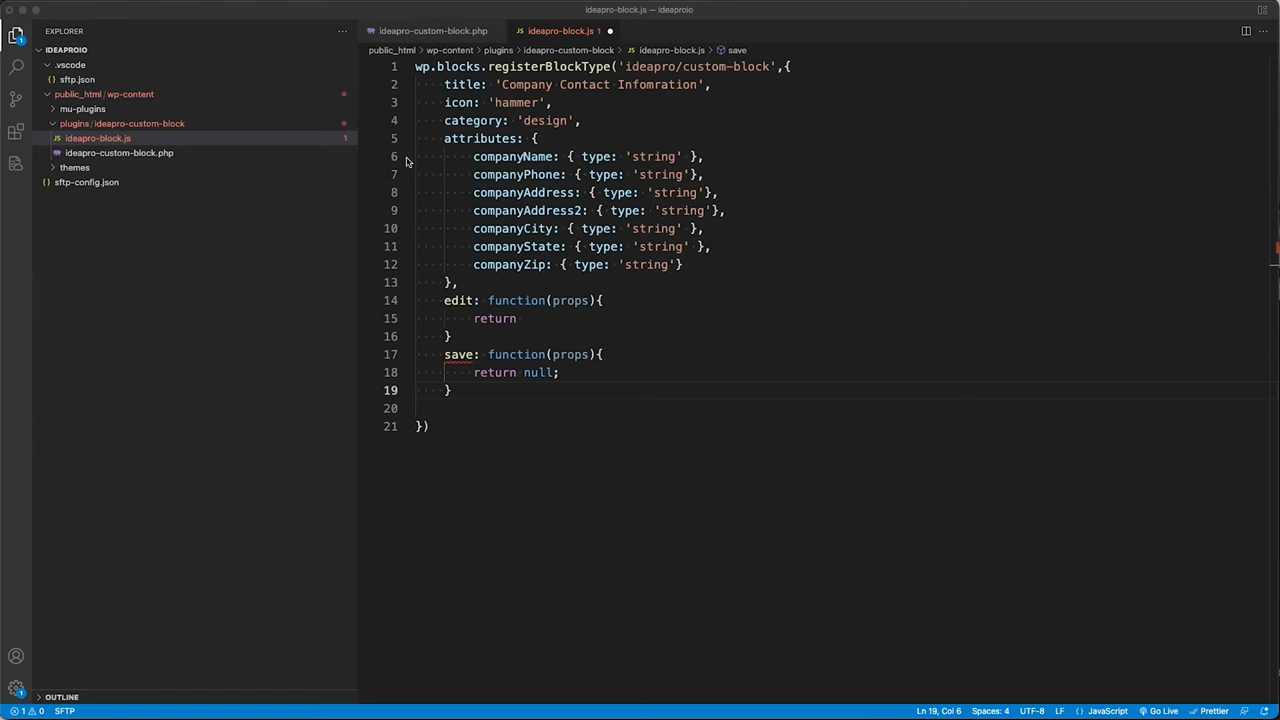 ideapro-block.js — ideaproio
EXPLORER
ideapro-custom-block.php
JS ideapro-block.js 1
IDEAPROIO
public_html > wp-content > plugins > ideapro-custom-block > JS ideapro-block.js > save
.vscode
{} sftp.json
public_html / wp-content
mu-plugins
plugins / ideapro-custom-block
JS ideapro-block.js 1
ideapro-custom-block.php
themes
{} sftp-config.json
1 wp.blocks.registerBlockType('ideapro/custom-block',{
2 title: 'Company Contact Infomration',
3 icon: 'hammer',
4 category: 'design',
5 attributes: {
6 companyName: { type: 'string' },
7 companyPhone: { type: 'string'},
8 companyAddress: { type: 'string'},
9 companyAddress2: { type: 'string'},
10 companyCity: { type: 'string' },
11 companyState: { type: 'string' },
12 companyZip: { type: 'string'}
13 },
14 edit: function(props){
15 return
16 }
17 save: function(props){
18 return null;
19 }
20
21 })
OUTLINE
1 0 SFTP
Ln 19, Col 6 Spaces: 4 UTF-8 LF {} JavaScript Go Live Prettier